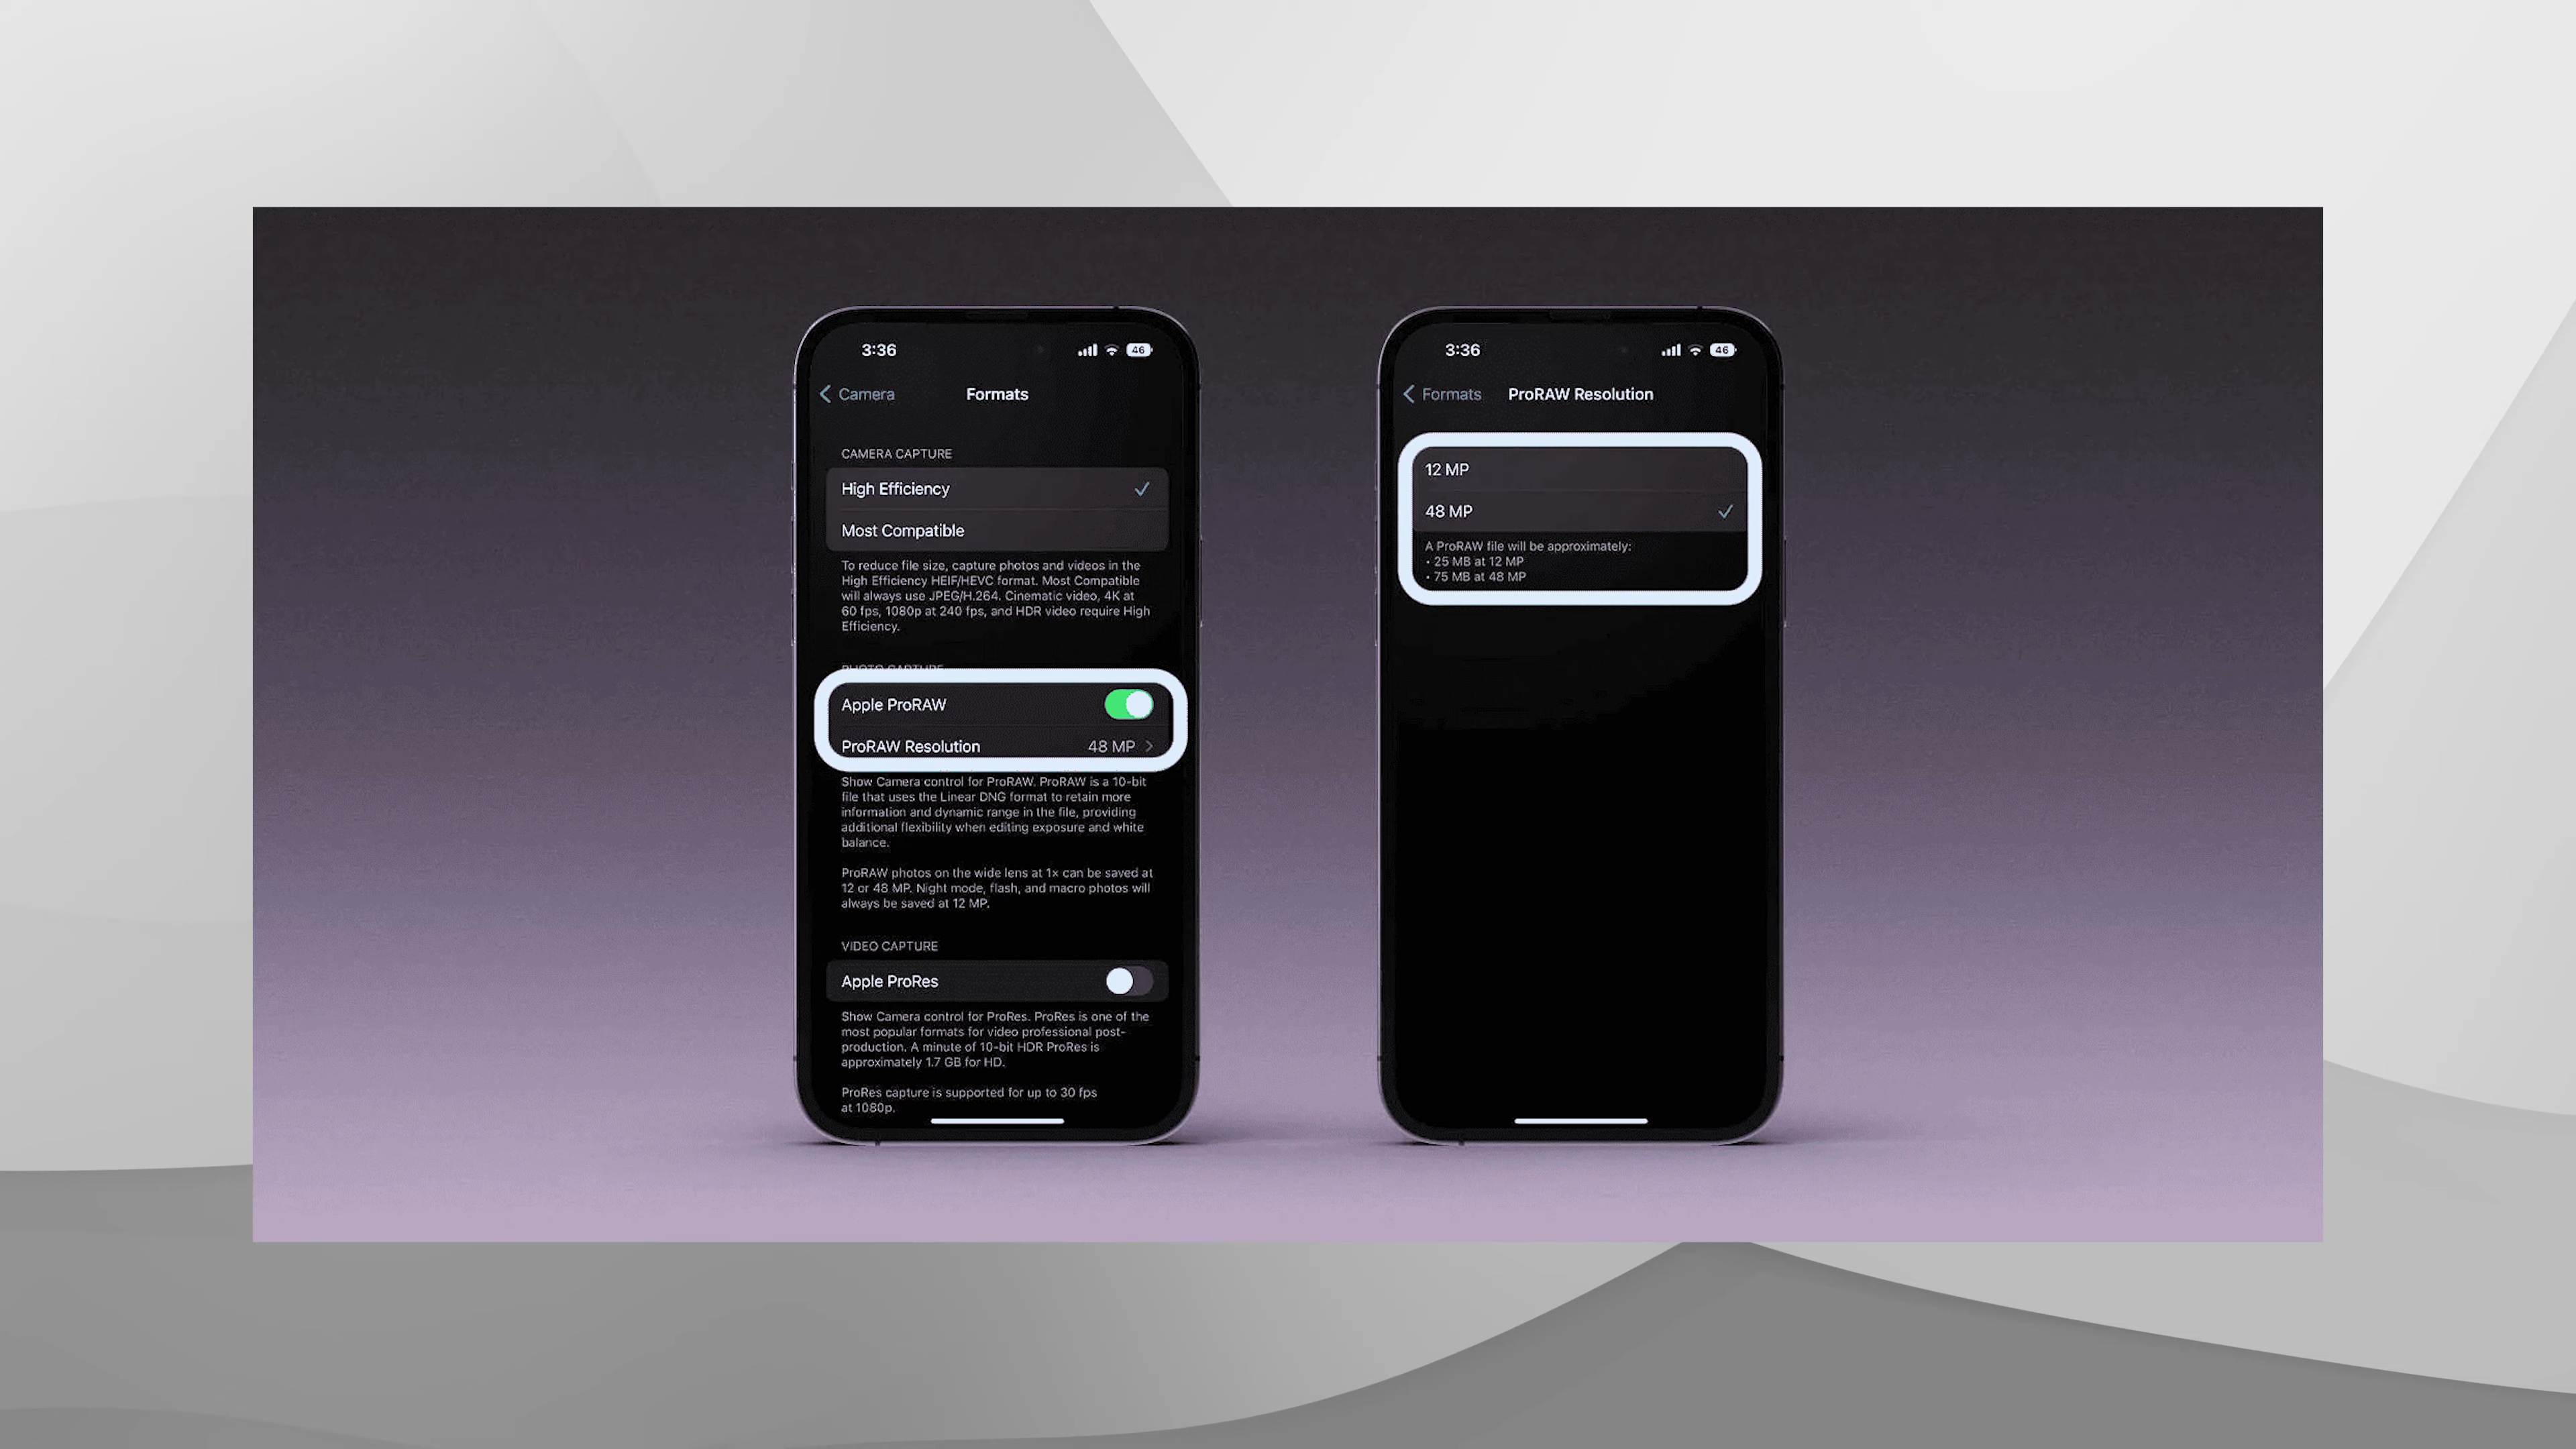 3:36
46
Camera
Formats
CAMERA CAPTURE
High Efficiency
Most Compatible
To reduce file size, capture photos and videos in the
High Efficiency HEIF/HEVC format. Most Compatible
will always use JPEG/H.264. Cinematic video, 4K at
60 fps, 1080p at 240 fps, and HDR video require High
Efficiency.
PHOTO CAPTURE
Apple ProRAW
ProRAW Resolution 48 MP
Show Camera control for ProRAW. ProRAW is a 10-bit
file that uses the Linear DNG format to retain more
information and dynamic range in the file, providing
additional flexibility when editing exposure and white
balance.
ProRAW photos on the wide lens at 1x can be saved at
12 or 48 MP. Night mode, flash, and macro photos will
always be saved at 12 MP.
VIDEO CAPTURE
Apple ProRes
Show Camera control for ProRes. ProRes is one of the
most popular formats for video professional post-
production. A minute of 10-bit HDR ProRes is
approximately 1.7 GB for HD.
ProRes capture is supported for up to 30 fps
at 1080p.
3:36
46
Formats
ProRAW Resolution
12 MP
48 MP
A ProRAW file will be approximately:
• 25 MB at 12 MP
• 75 MB at 48 MP